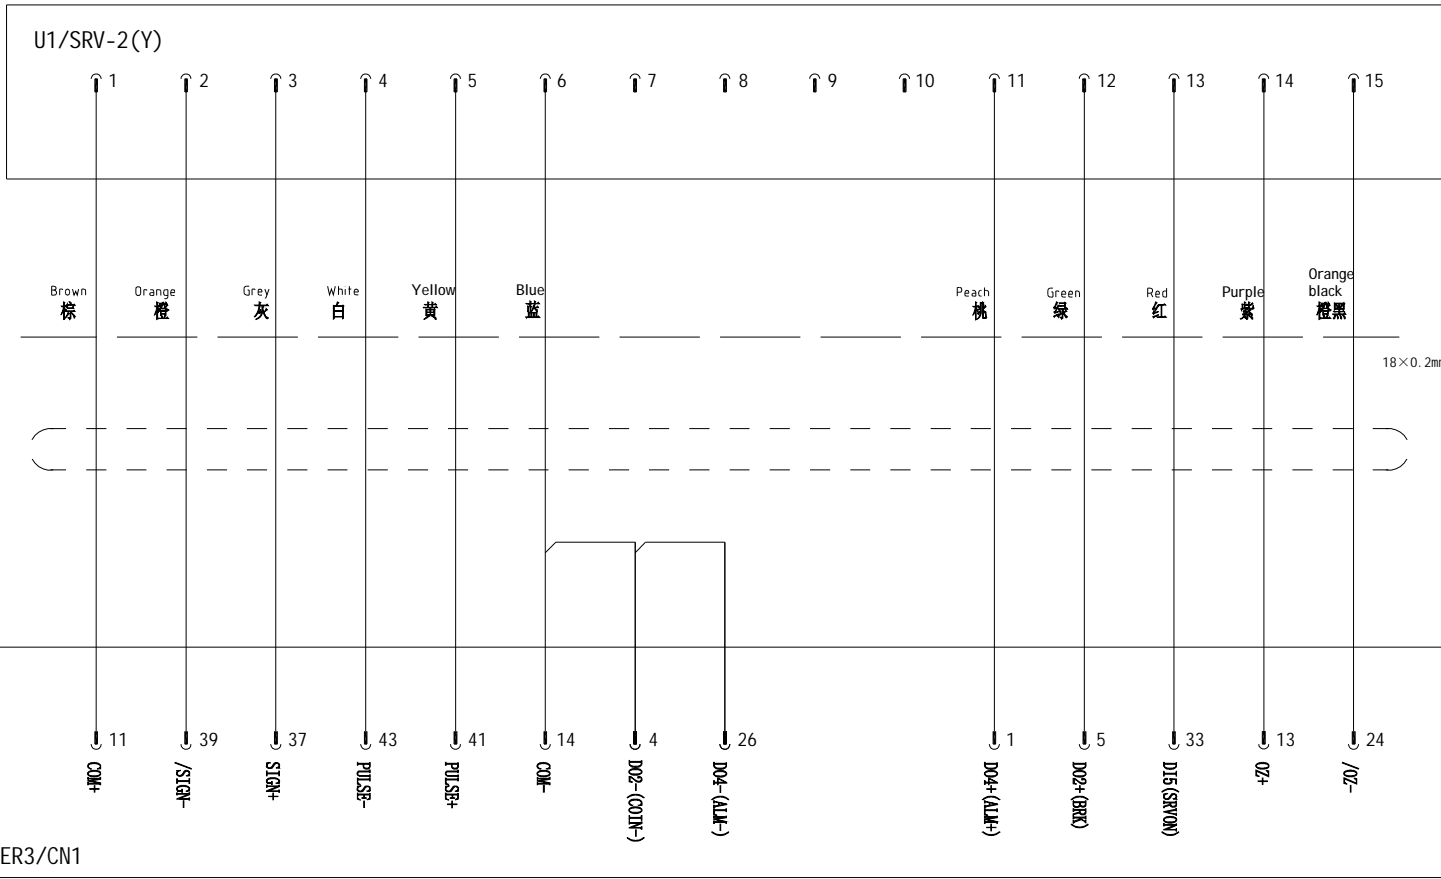 U1/SRV-2(Y)
1 2 3 4 5 6 7 8 9 10 11 12 13 14 15
Brown
棕
Orange
橙
Grey
灰
White
白
Yellow
黄
Blue
蓝
Peach
桃
Green
绿
Red
红
Purple
紫
Orange
black
橙黑
18×0.2m
11 39 37 43 41 14 4 26 1 5 33 13 24
COM+
/SIGN-
SIGN+
PULSE-
PULSE+
COM-
DO2-(COIN-)
DO4-(ALM-)
DO4+(ALM+)
DO2+(BRK)
DI5(SRVON)
OZ+
/OZ-
ER3/CN1